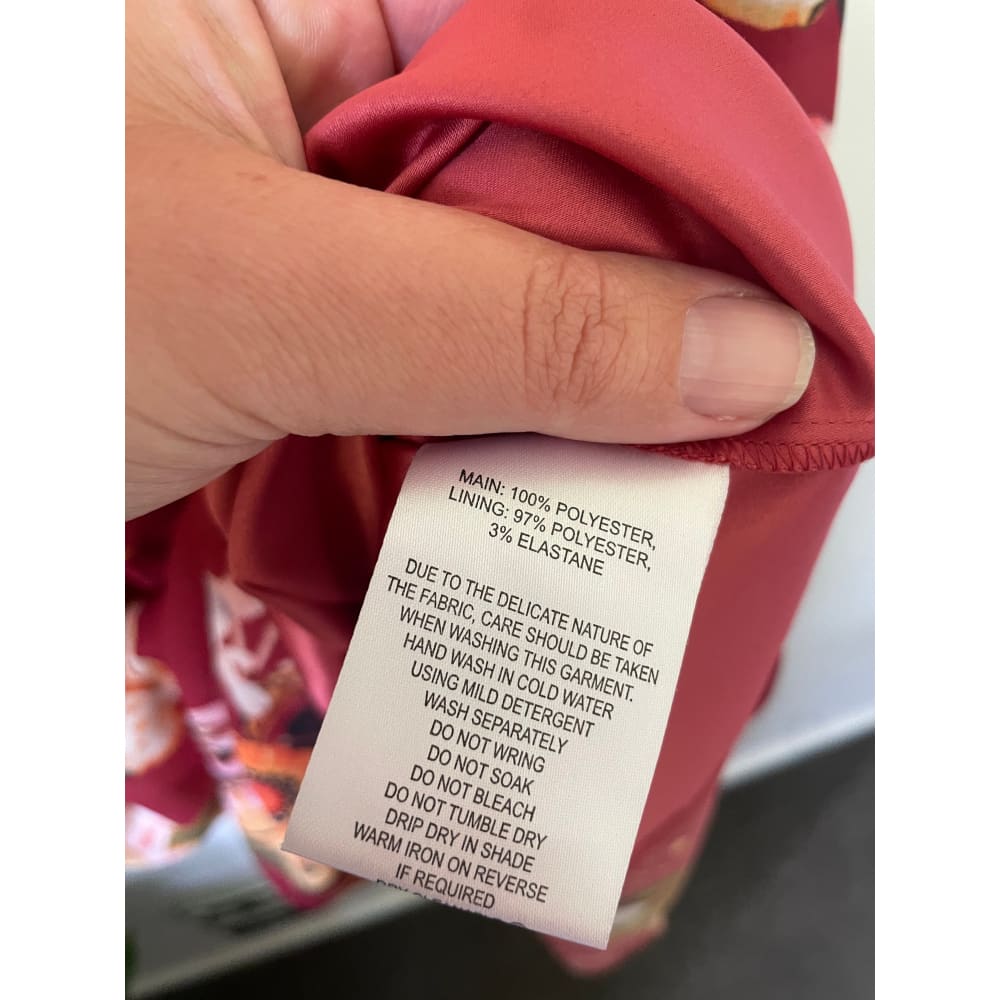 MAIN: 100% POLYESTER,
LINING: 97% POLYESTER,
3% ELASTANE
DUE TO THE DELICATE NATURE OF
THE FABRIC, CARE SHOULD BE TAKEN
WHEN WASHING THIS GARMENT.
HAND WASH IN COLD WATER
USING MILD DETERGENT
WASH SEPARATELY
DO NOT WRING
DO NOT SOAK
DO NOT BLEACH
DO NOT TUMBLE DRY
DRIP DRY IN SHADE
WARM IRON ON REVERSE
IF REQUIRED